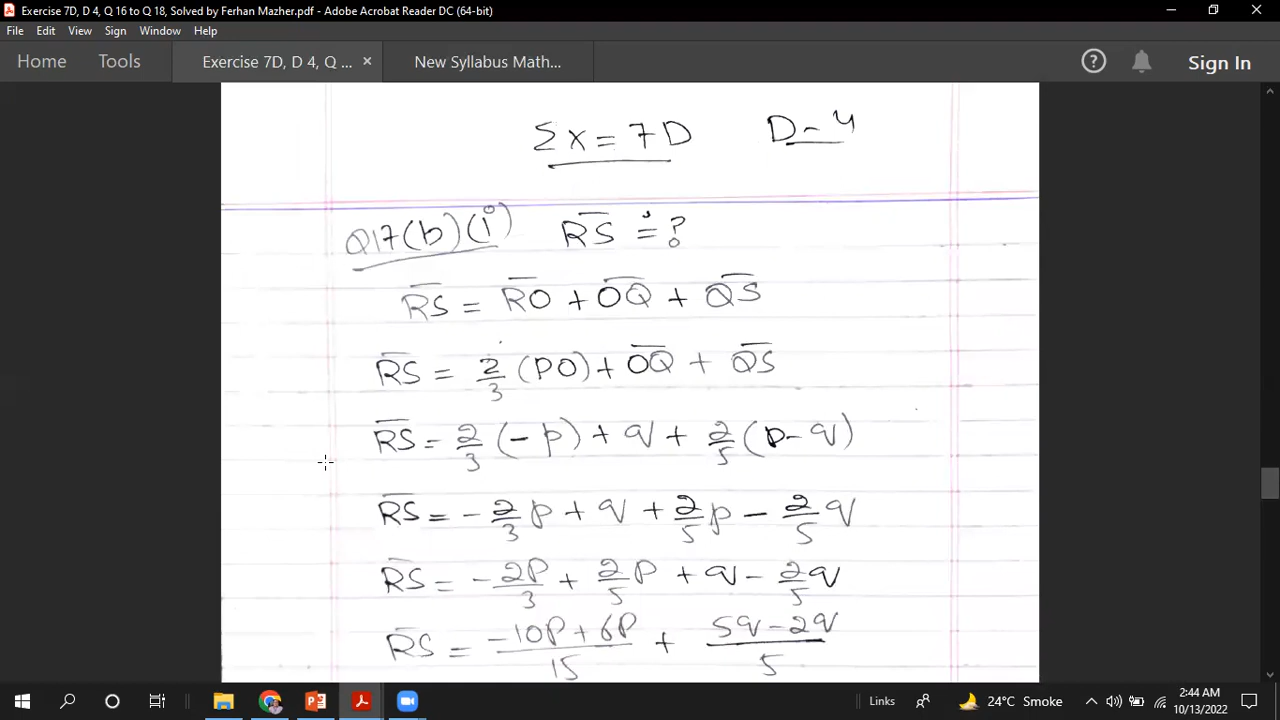 Exercise 7D, D 4, Q 16 to Q 18, Solved by Ferhan Mazher.pdf - Adobe Acrobat Reader DC (64-bit)
File Edit View Sign Window Help
Home Tools Exercise 7D, D 4, Q ... × New Syllabus Math... ? Sign In
Ex = 7D D-4
Q17(b)(i) RS = ?
RS = RO + OQ + QS
RS = 2/3 (PO) + OQ + QS
RS = 2/3 (-p) + q + 2/5 (p - q)
RS = -2/3 p + q + 2/5 p - 2/5 q
RS = -2p/3 + 2/5 p + q - 2/5 q
RS = -10p + 6p/15 + 5q - 2q/5
Links 24°C Smoke 2:44 AM
10/13/2022